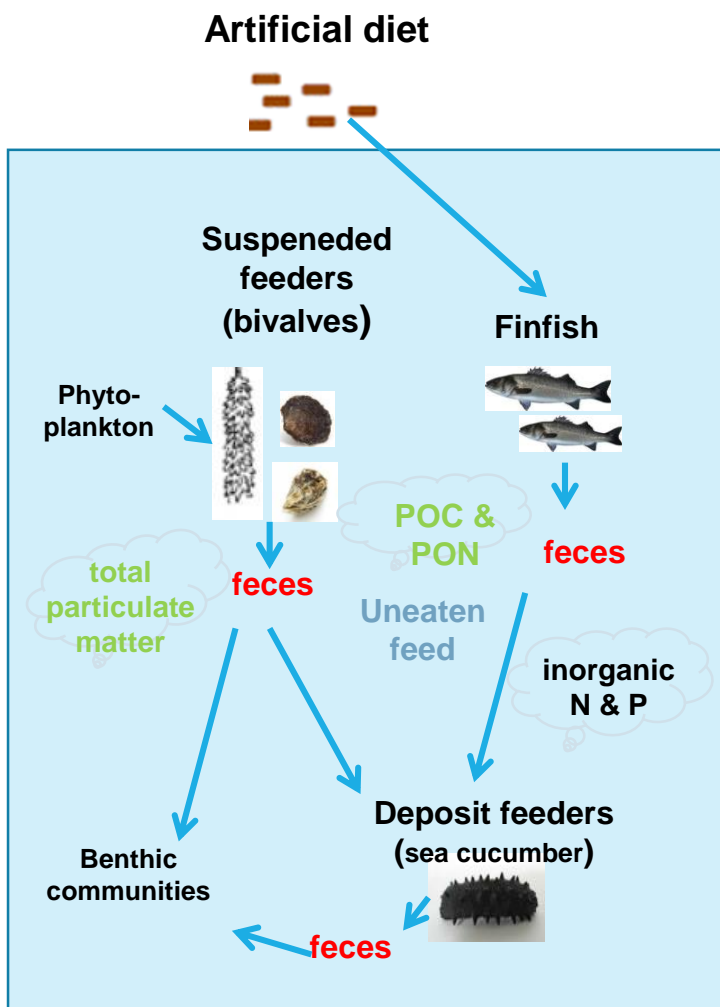 Artificial diet
Suspeneded
feeders
(bivalves)
Finfish
Phyto-
plankton
POC &
PON
feces
total
particulate
matter
feces
Uneaten
feed
inorganic
N & P
Deposit feeders
(sea cucumber)
Benthic
communities
feces